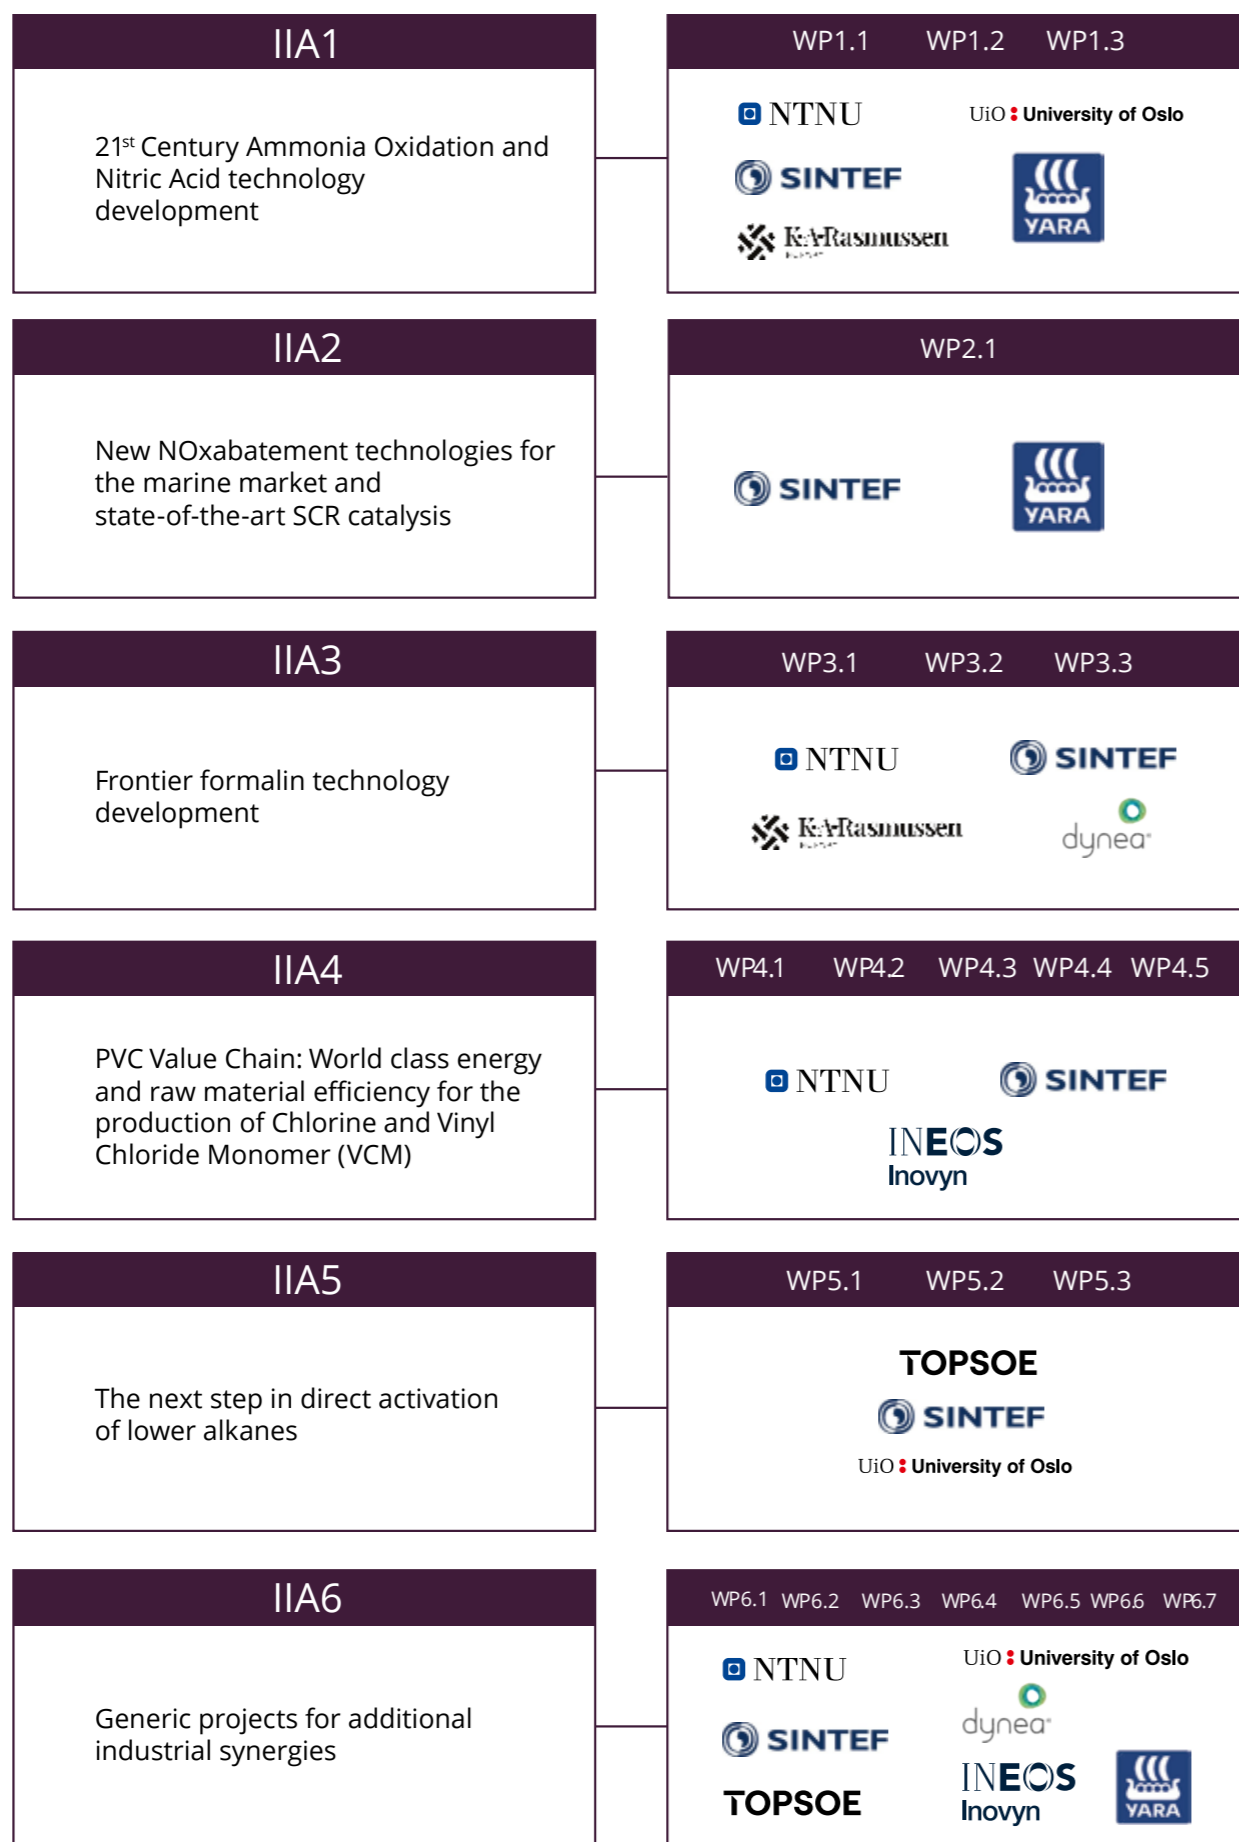 IIA1
WP1.1 WP1.2 WP1.3
21st Century Ammonia Oxidation and
Nitric Acid technology
development
NTNU
UiO : University of Oslo
SINTEF
YARA
K·A·Rasmussen
IIA2
WP2.1
New NOxabatement technologies for
the marine market and
state-of-the-art SCR catalysis
SINTEF
YARA
IIA3
WP3.1 WP3.2 WP3.3
Frontier formalin technology
development
NTNU
SINTEF
K·A·Rasmussen
dynea
IIA4
WP4.1 WP4.2 WP4.3 WP4.4 WP4.5
PVC Value Chain: World class energy
and raw material efficiency for the
production of Chlorine and Vinyl
Chloride Monomer (VCM)
NTNU
SINTEF
INEOS
Inovyn
IIA5
WP5.1 WP5.2 WP5.3
The next step in direct activation
of lower alkanes
TOPSOE
SINTEF
UiO : University of Oslo
IIA6
WP6.1 WP6.2 WP6.3 WP6.4 WP6.5 WP6.6 WP6.7
Generic projects for additional
industrial synergies
NTNU
UiO : University of Oslo
dynea
SINTEF
INEOS
Inovyn
YARA
TOPSOE